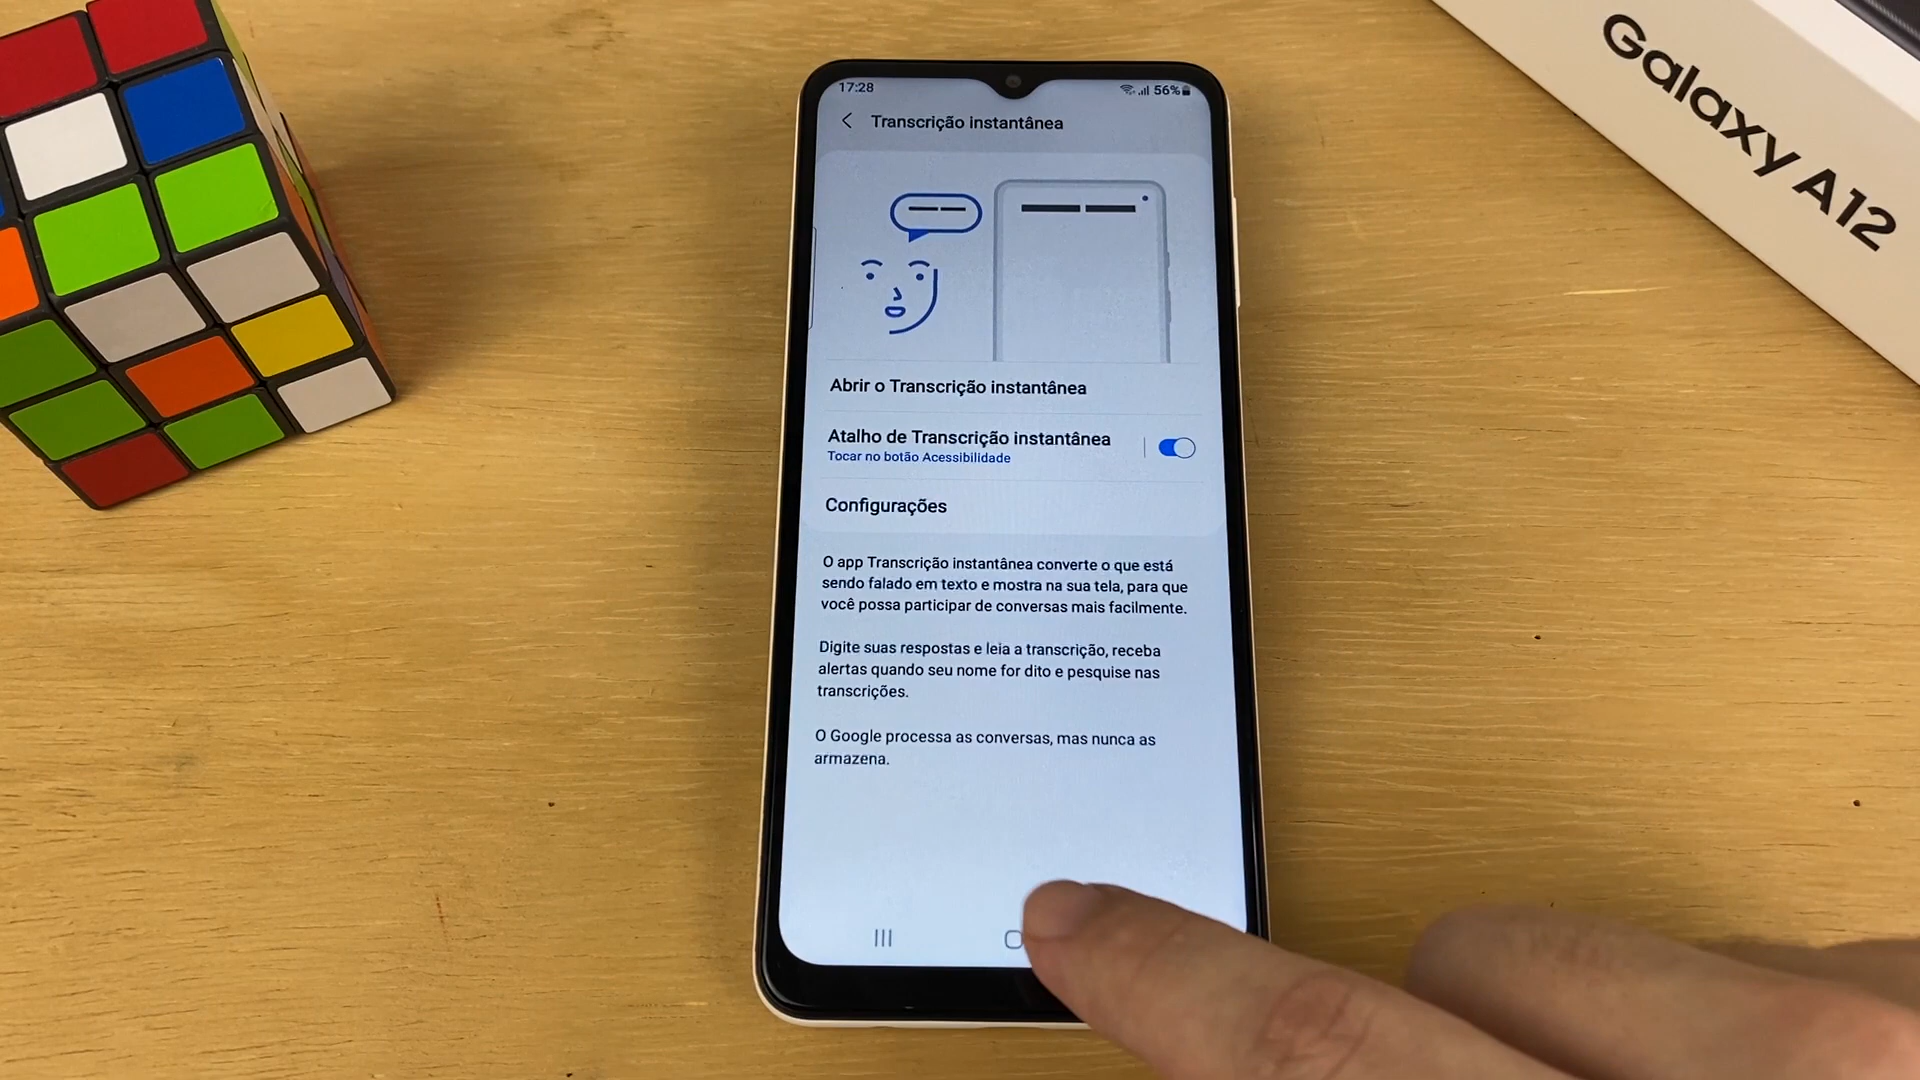 17:28
56%
Transcrição instantânea
Abrir o Transcrição instantânea
Atalho de Transcrição instantânea
Tocar no botão Acessibilidade
Configurações
O app Transcrição instantânea converte o que está
sendo falado em texto e mostra na sua tela, para que
você possa participar de conversas mais facilmente.
Digite suas respostas e leia a transcrição, receba
alertas quando seu nome for dito e pesquise nas
transcrições.
O Google processa as conversas, mas nunca as
armazena.
Galaxy A12